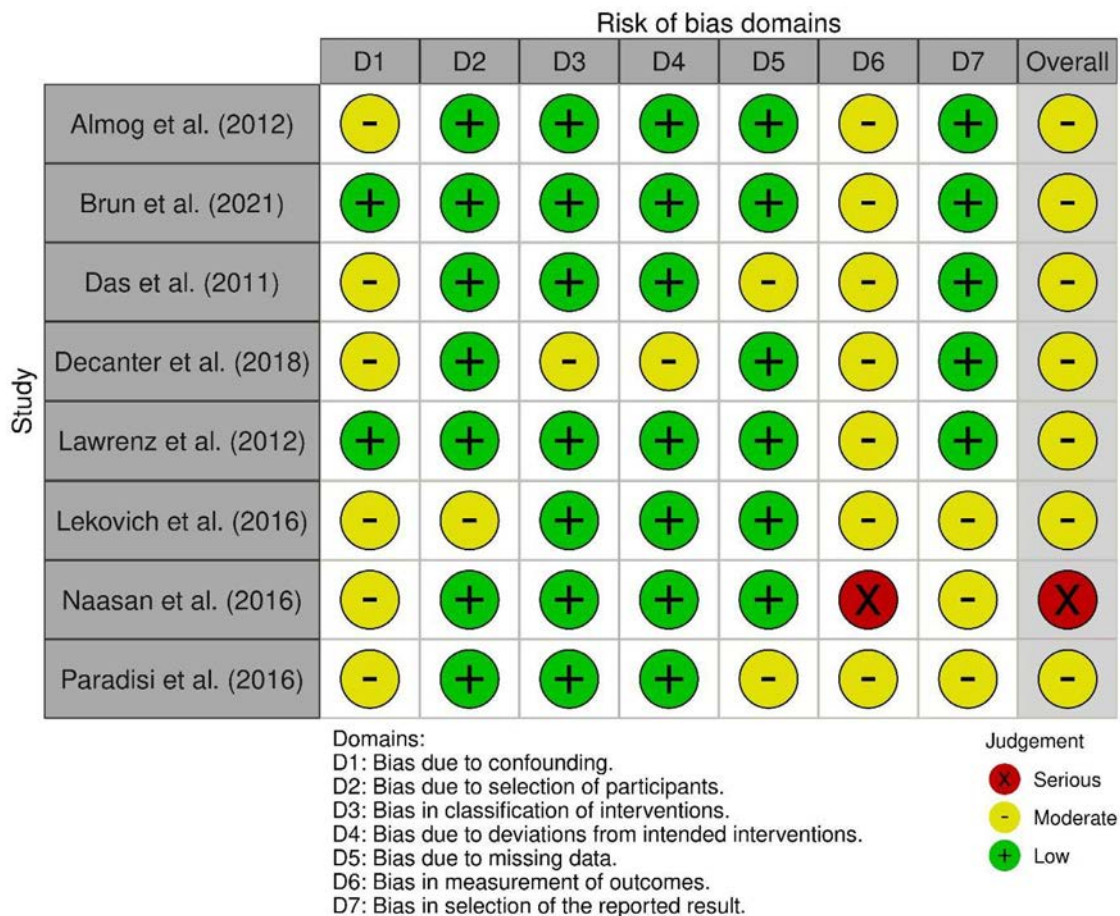 Risk of bias domains
D1 D2 D3 D4 D5 D6 D7 Overall
Study
Almog et al. (2012) - + + + + - + -
Brun et al. (2021) + + + + + - + -
Das et al. (2011) - + + + - - + -
Decanter et al. (2018) - + - - + - + -
Lawrenz et al. (2012) + + + + + - + -
Lekovich et al. (2016) - - + + + - - -
Naasan et al. (2016) - + + + + X - X
Paradisi et al. (2016) - + + + - - - -
Domains:
D1: Bias due to confounding.
D2: Bias due to selection of participants.
D3: Bias in classification of interventions.
D4: Bias due to deviations from intended interventions.
D5: Bias due to missing data.
D6: Bias in measurement of outcomes.
D7: Bias in selection of the reported result.
Judgement
X Serious
- Moderate
+ Low